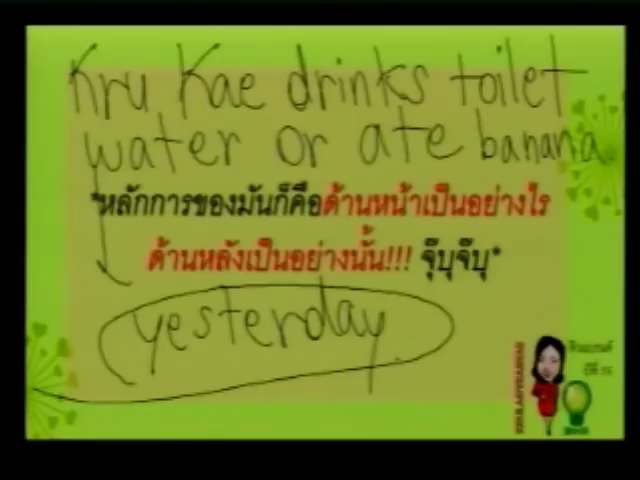 Kru Kae drinks toilet
water or ate banana
*หลักการของมันก็คือด้านหน้าเป็นอย่างไร
ด้านหลังเป็นอย่างนั้น!!! จุ๊บุจุ๊บุ*
yesterday